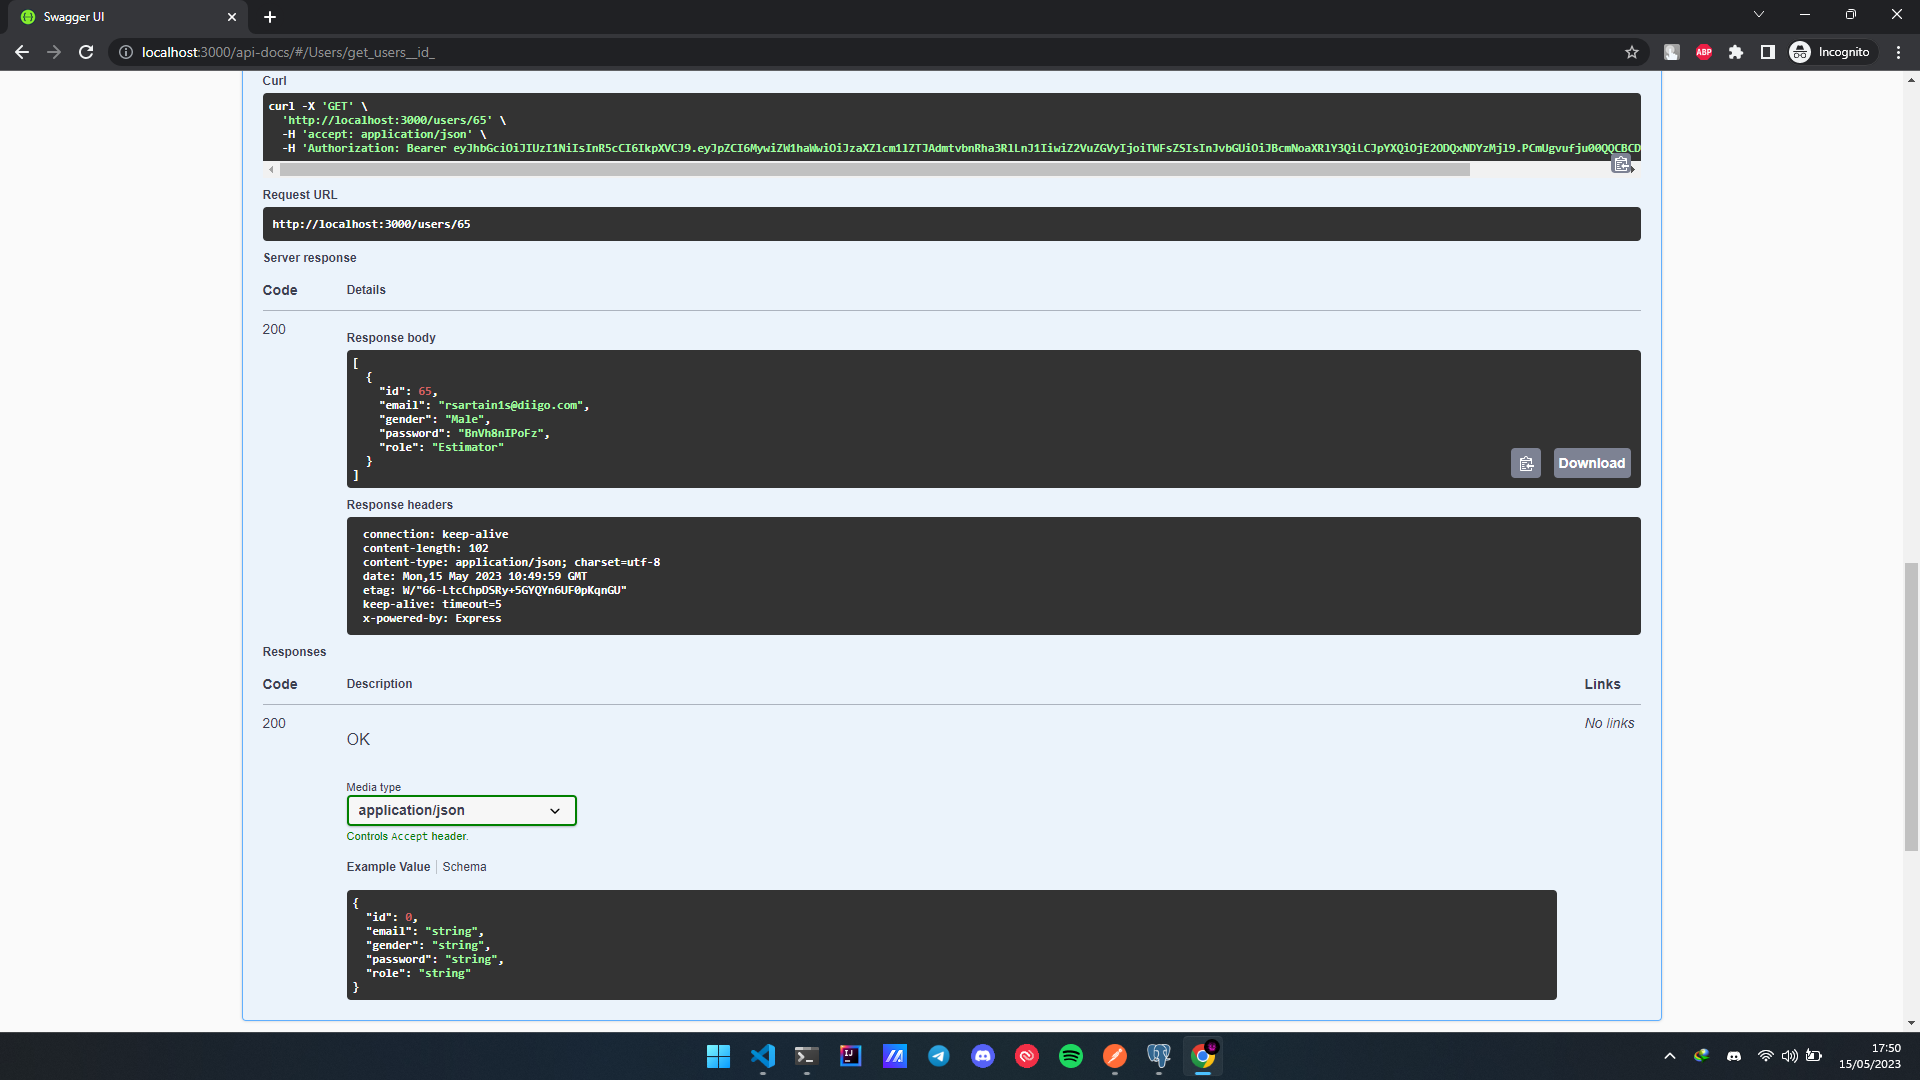 Swagger UI
localhost:3000/api-docs/#/Users/get_users__id_
ABP
Incognito
Curl
curl -X 'GET' \
'http://localhost:3000/users/65' \
-H 'accept: application/json' \
-H 'Authorization: Bearer
Request URL
http://localhost:3000/users/65
Server response
Code Details
200
Response body
[
{
"id": 65,
"email": "rsartain1s@diigo.com",
"gender": "Male",
"password": "BnVh8nIPoFz",
"role": "Estimator"
}
]
Download
Response headers
connection: keep-alive
content-length: 102
content-type: application/json; charset=utf-8
date: Mon,15 May 2023 10:49:59 GMT
etag: W/"66-LtcChpDSRy+5GYQYn6UF0pKqnGU"
keep-alive: timeout=5
x-powered-by: Express
Responses
Code Description Links
200 No links
OK
Media type
application/json
Controls Accept header.
Example Value Schema
{
"id": 0,
"email": "string",
"gender": "string",
"password": "string",
"role": "string"
}
17:50
15/05/2023